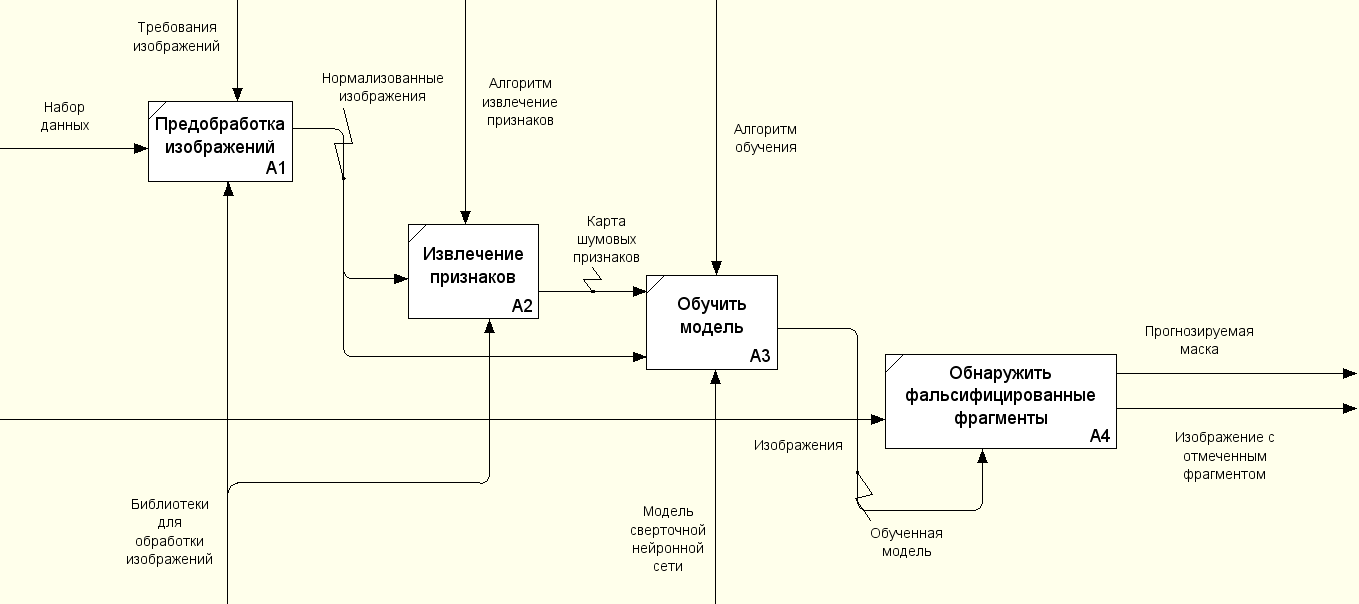 Требования
изображений
Набор
данных
Предобработка
изображений
A1
Нормализованные
изображения
Алгоритм
извлечение
признаков
Алгоритм
обучения
Извлечение
признаков
A2
Карта
шумовых
признаков
Обучить
модель
A3
Обнаружить
фальсифицированные
фрагменты
A4
Прогнозируемая
маска
Изображение с
отмеченным
фрагментом
Изображения
Библиотеки
для
обработки
изображений
Модель
сверточной
нейронной
сети
Обученная
модель